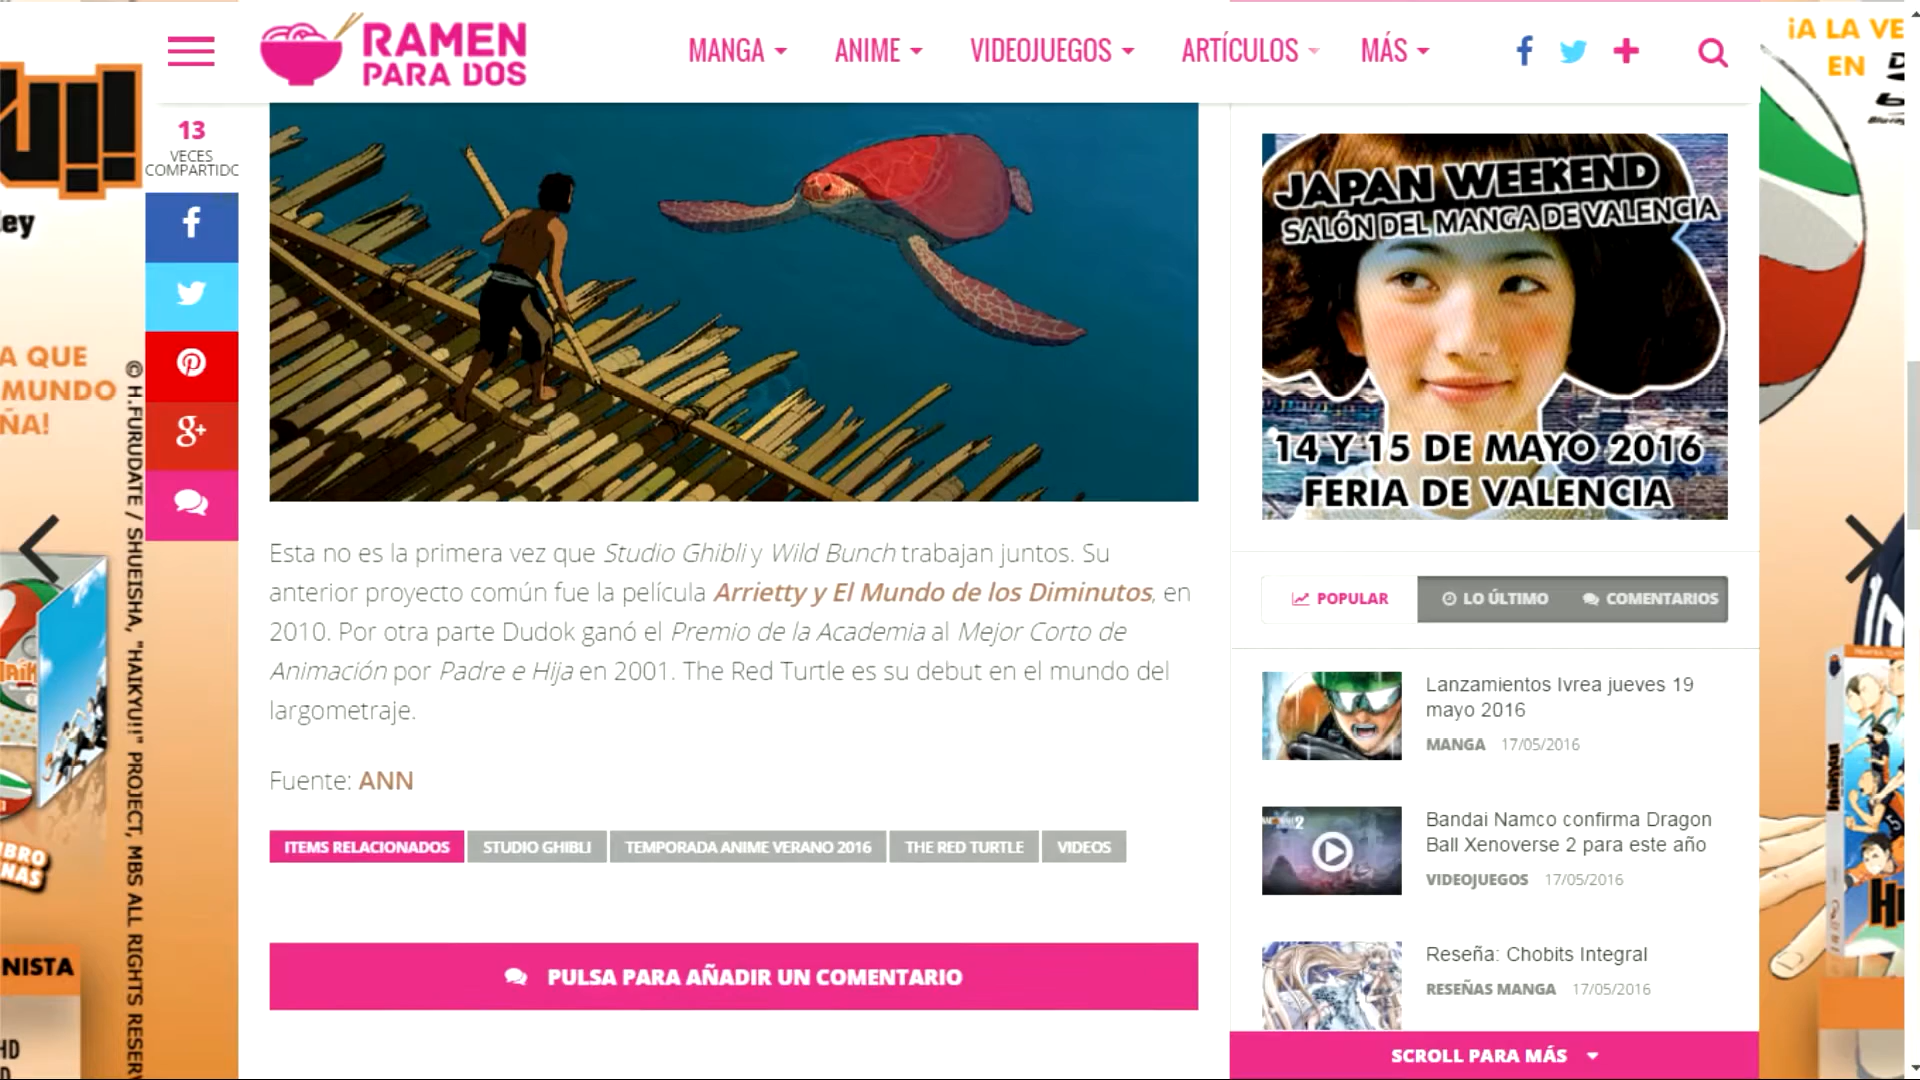 RAMEN
PARA DOS
MANGA
ANIME
VIDEOJUEGOS
ARTÍCULOS
MÁS
¡A LA VE
EN
ey
A QUE
MUNDO
ÑA!
© H.FURUDATE / SHUEISHA, "HAIKYU!!" PROJECT, MBS ALL RIGHTS RESERV
NISTA
HD
13
VECES
COMPARTIDO
JAPAN WEEKEND
SALÓN DEL MANGA DE VALENCIA
14 Y 15 DE MAYO 2016
FERIA DE VALENCIA
Esta no es la primera vez que Studio Ghibli y Wild Bunch trabajan juntos. Su
anterior proyecto común fue la película Arrietty y El Mundo de los Diminutos, en
2010. Por otra parte Dudok ganó el Premio de la Academia al Mejor Corto de
Animación por Padre e Hija en 2001. The Red Turtle es su debut en el mundo del
largometraje.
Fuente: ANN
ITEMS RELACIONADOS
STUDIO GHIBLI
TEMPORADA ANIME VERANO 2016
THE RED TURTLE
VIDEOS
PULSA PARA AÑADIR UN COMENTARIO
POPULAR
LO ÚLTIMO
COMENTARIOS
Lanzamientos Ivrea jueves 19
mayo 2016
MANGA 17/05/2016
Bandai Namco confirma Dragon
Ball Xenoverse 2 para este año
VIDEOJUEGOS 17/05/2016
Reseña: Chobits Integral
RESEÑAS MANGA 17/05/2016
SCROLL PARA MÁS